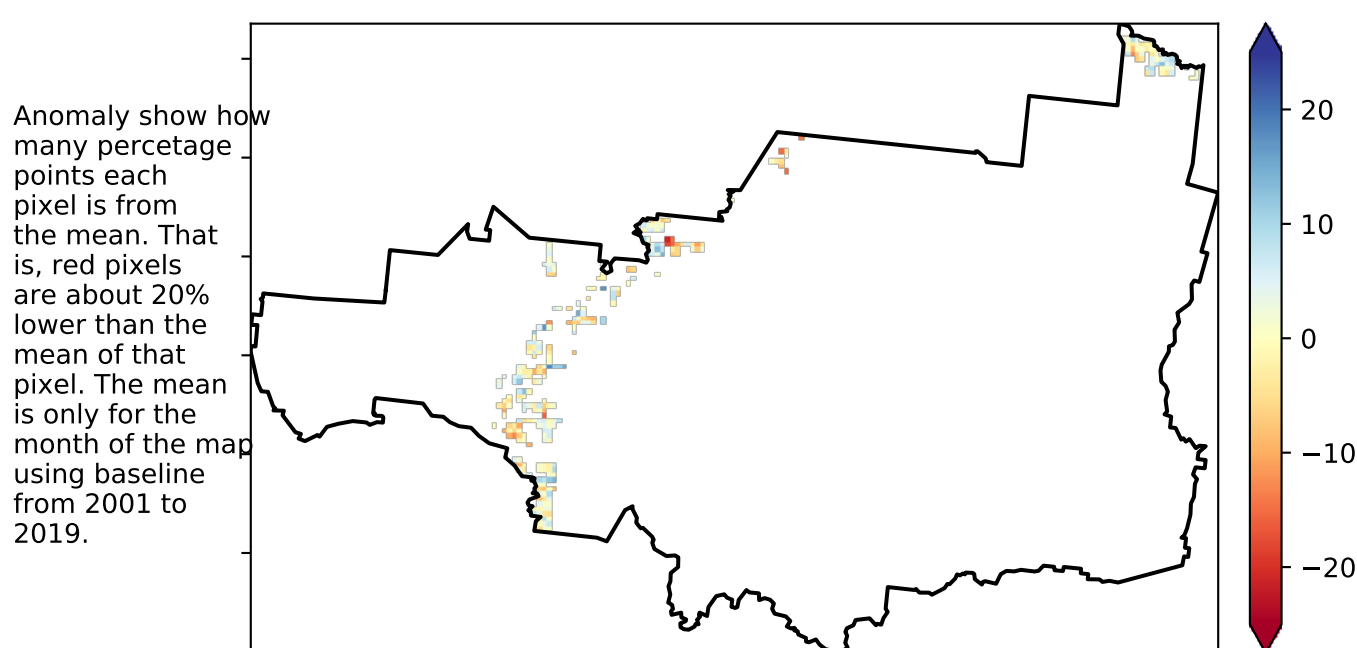 Anomaly show how
many percetage
points each
pixel is from
the mean. That
is, red pixels
are about 20%
lower than the
mean of that
pixel. The mean
is only for the
month of the map
using baseline
from 2001 to
2019.
20
10
0
−10
−20